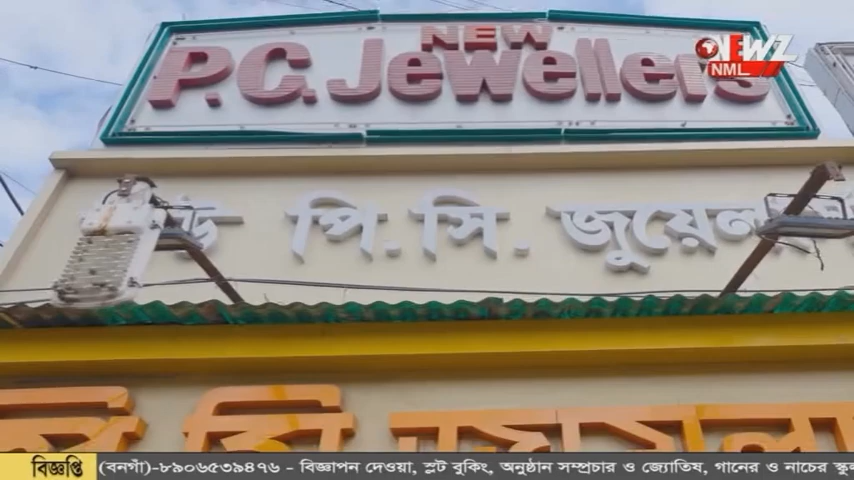 NEW
P.C. Jewellers
NEWZ
NML
পি. সি. জুয়েলা
পি সি
বিজ্ঞপ্তি (বনগাঁ)-৮৯০৬৫৩৯৪৭৬ - বিজ্ঞাপন দেওয়া, স্লট বুকিং, অনুষ্ঠান সম্প্রচার ও জ্যোতিষ, গানের ও নাচের স্কুল